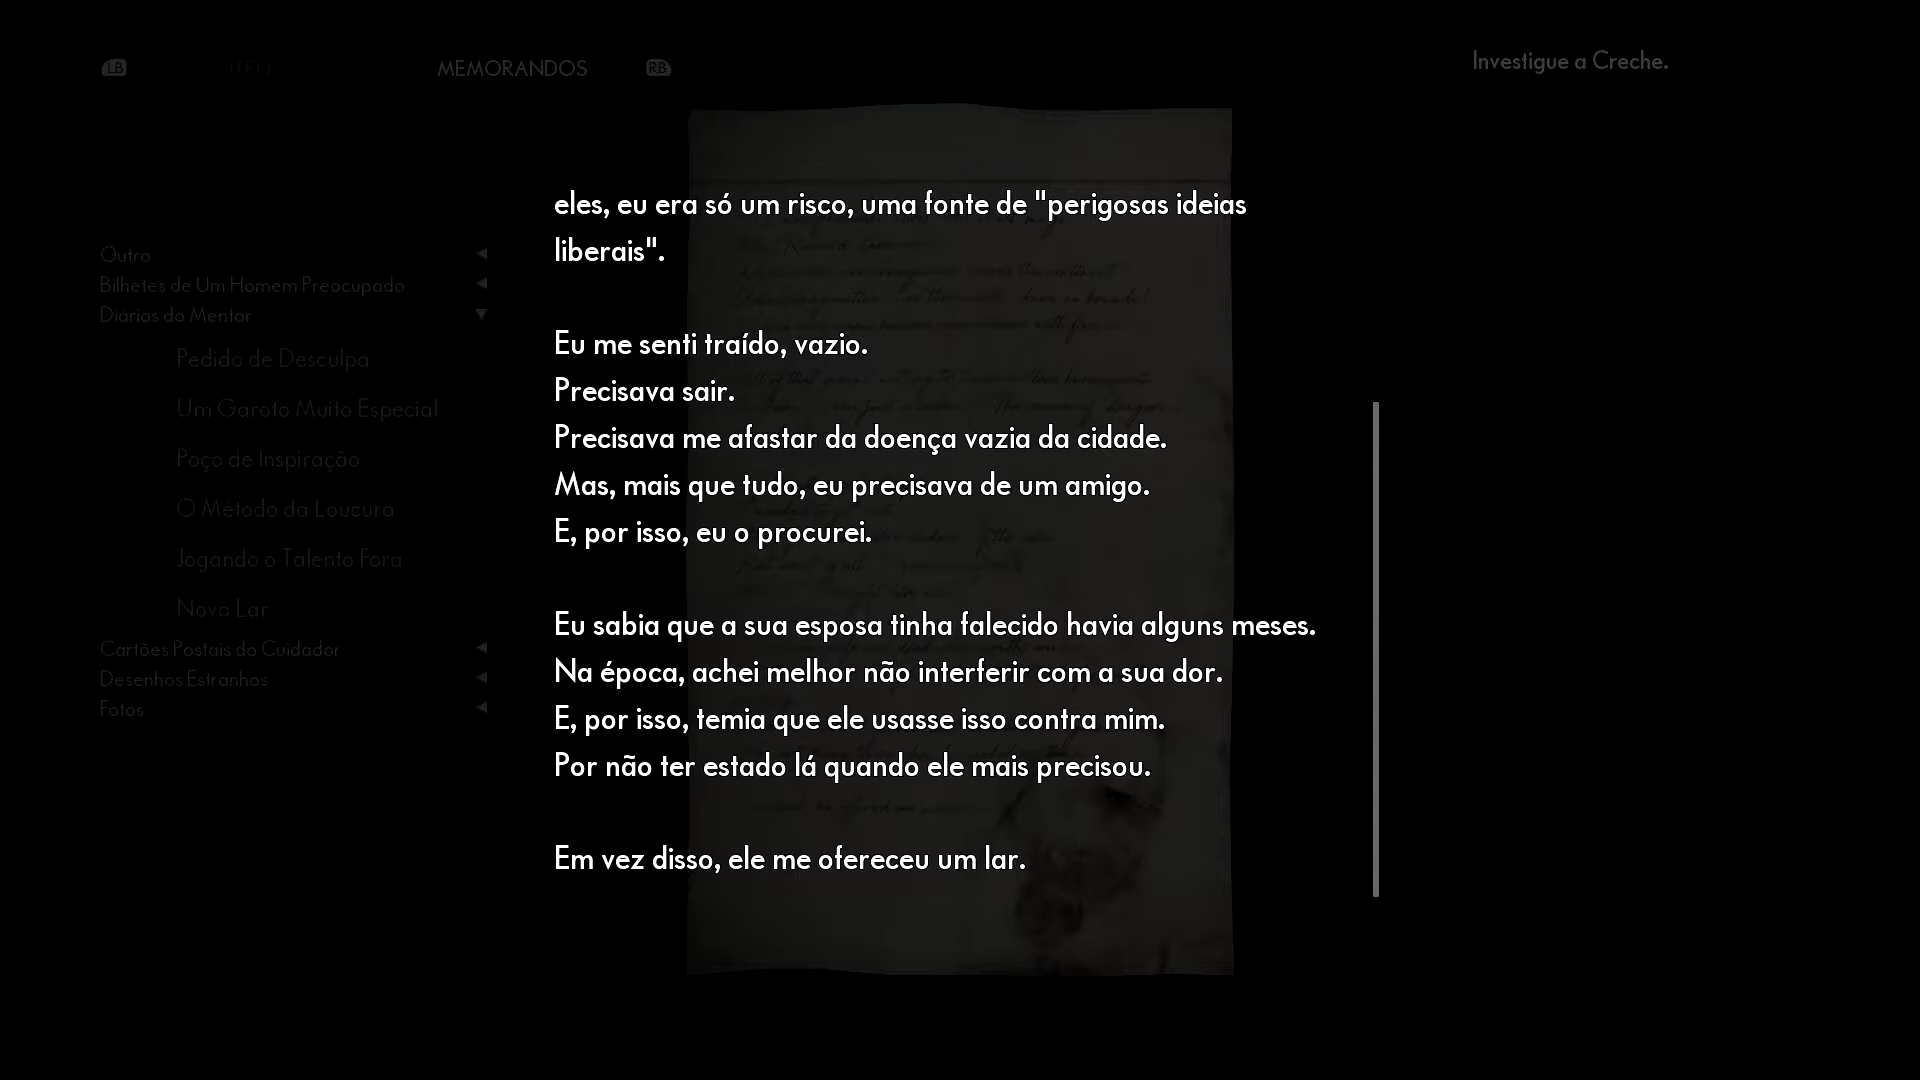 LB
MEMORANDOS
RB
Investigue a Creche.
Outro
Bilhetes de Um Homem Preocupado
Diários do Mentor
Pedido de Desculpa
Um Garoto Muito Especial
Poço de Inspiração
O Método da Loucura
Jogando o Talento Fora
Novo Lar
Cartões Postais do Cuidador
Desenhos Estranhos
Fotos
eles, eu era só um risco, uma fonte de "perigosas ideias
liberais".
Eu me senti traído, vazio.
Precisava sair.
Precisava me afastar da doença vazia da cidade.
Mas, mais que tudo, eu precisava de um amigo.
E, por isso, eu o procurei.
Eu sabia que a sua esposa tinha falecido havia alguns meses.
Na época, achei melhor não interferir com a sua dor.
E, por isso, temia que ele usasse isso contra mim.
Por não ter estado lá quando ele mais precisou.
Em vez disso, ele me ofereceu um lar.